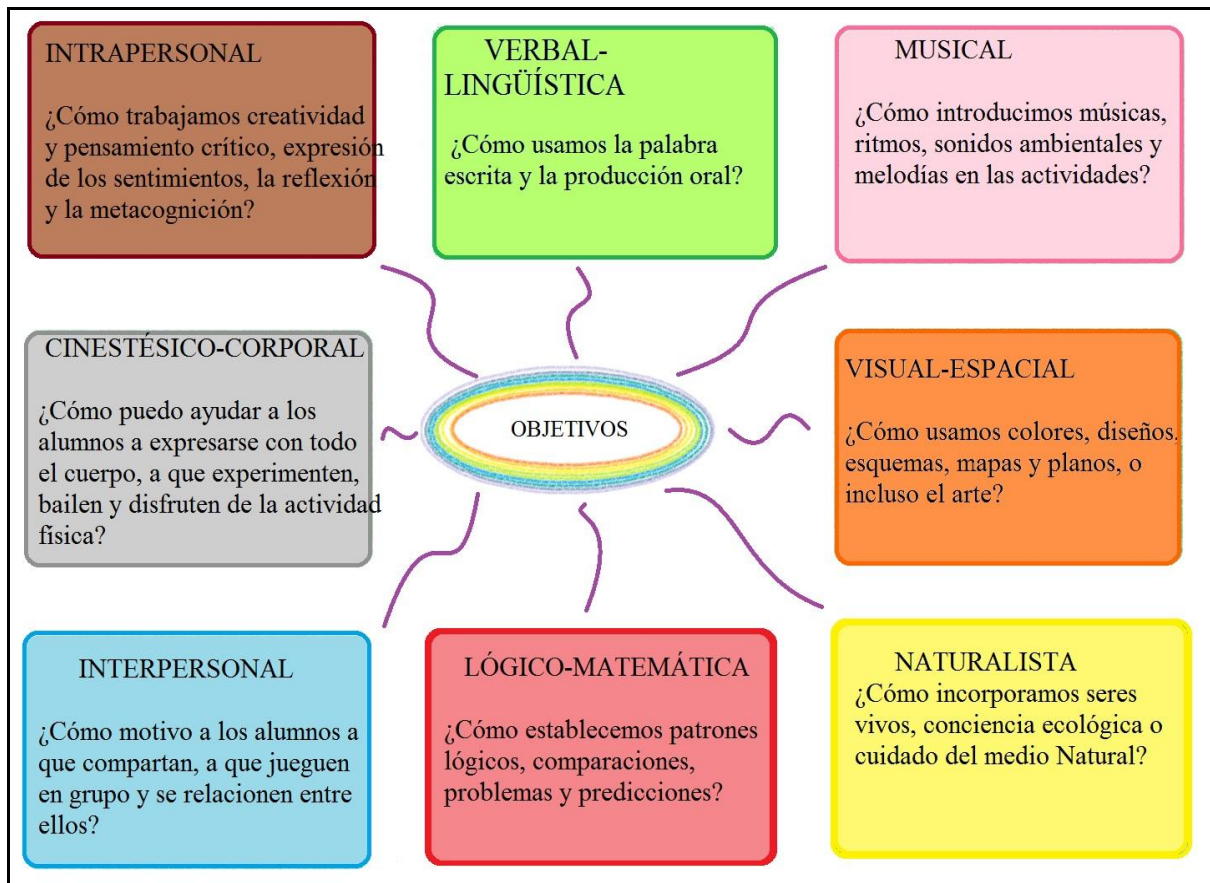 INTRAPERSONAL
¿Cómo trabajamos creatividad
y pensamiento crítico, expresión
de los sentimientos, la reflexión
y la metacognición?
VERBAL-
LINGÜÍSTICA
¿Cómo usamos la palabra
escrita y la producción oral?
MUSICAL
¿Cómo introducimos músicas,
ritmos, sonidos ambientales y
melodías en las actividades?
CINESTÉSICO-CORPORAL
¿Cómo puedo ayudar a los
alumnos a expresarse con todo
el cuerpo, a que experimenten,
bailen y disfruten de la actividad
física?
OBJETIVOS
VISUAL-ESPACIAL
¿Cómo usamos colores, diseños,
esquemas, mapas y planos, o
incluso el arte?
INTERPERSONAL
¿Cómo motivo a los alumnos a
que compartan, a que jueguen
en grupo y se relacionen entre
ellos?
LÓGICO-MATEMÁTICA
¿Cómo establecemos patrones
lógicos, comparaciones,
problemas y predicciones?
NATURALISTA
¿Cómo incorporamos seres
vivos, conciencia ecológica o
cuidado del medio Natural?